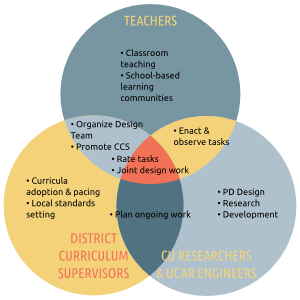 TEACHERS
• Classroom
teaching
• School-based
learning
communities
• Organize Design
Team
• Promote CCS
• Enact &
observe tasks
• Rate tasks
• Joint design work
• Curricula
adoption & pacing
• Local standards
setting
• Plan ongoing work
• PD Design
• Research
• Development
DISTRICT
CURRICULUM
SUPERVISORS
CU RESEARCHERS
& UCAR ENGINEERS